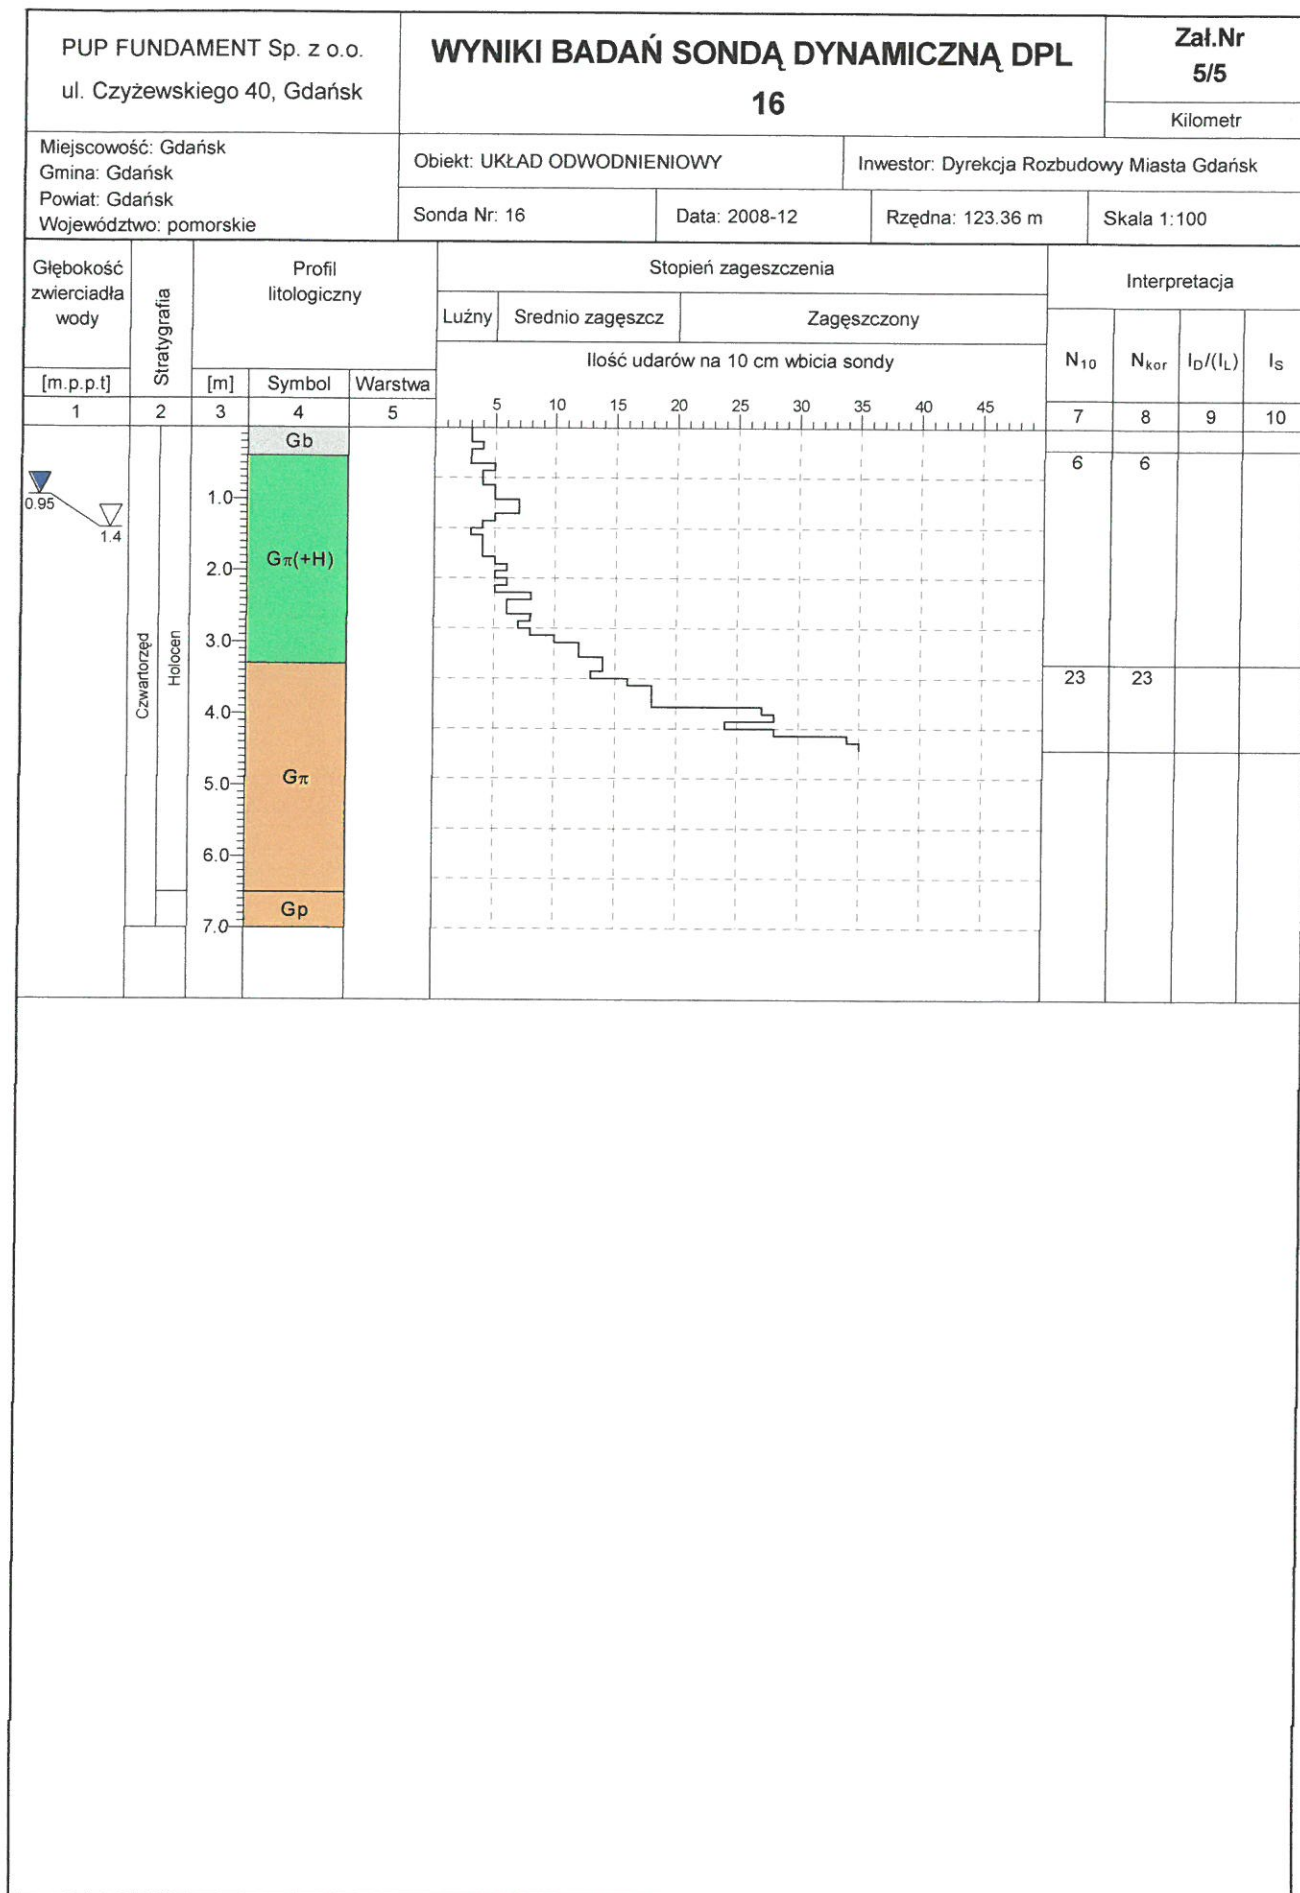 PUP FUNDAMENT Sp. z o.o.
ul. Czyżewskiego 40, Gdańsk
WYNIKI BADAŃ SONDĄ DYNAMICZNĄ DPL
16
Zał.Nr
5/5
Kilometr
Miejscowość: Gdańsk
Gmina: Gdańsk
Powiat: Gdańsk
Województwo: pomorskie
Obiekt: UKŁAD ODWODNIENIOWY
Inwestor: Dyrekcja Rozbudowy Miasta Gdańsk
Sonda Nr: 16
Data: 2008-12
Rzędna: 123.36 m
Skala 1:100
Głębokość
zwierciadła
wody
[m.p.p.t]
Stratygrafia
Profil
litologiczny
[m]
Symbol
Warstwa
Stopień zageszczenia
Luźny
Srednio zagęszcz
Zagęszczony
Ilość udarów na 10 cm wbicia sondy
5 10 15 20 25 30 35 40 45
Interpretacja
N10
Nkor
ID/(IL)
IS
1 2 3 4 5 7 8 9 10
0.95
1.4
Czwartorzęd
Holocen
1.0
2.0
3.0
4.0
5.0
6.0
7.0
Gb
Gπ(+H)
Gπ
Gp
6 6
23 23